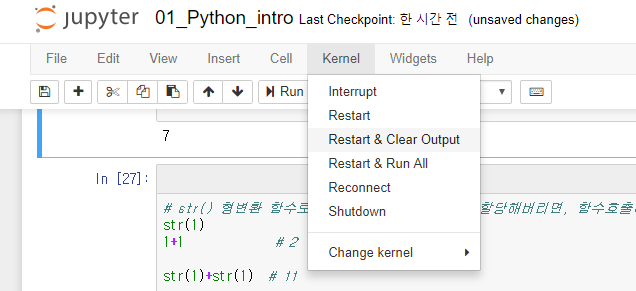 jupyter 01_Python_intro Last Checkpoint: 한 시간 전 (unsaved changes)
File Edit View Insert Cell Kernel Widgets Help
Run
Interrupt
Restart
Restart & Clear Output
Restart & Run All
Reconnect
Shutdown
Change kernel
7
In [27]:
# str() 형변환 함수로 할당해버리면, 함수호출
str(1)
1+1 # 2
str(1)+str(1) # 11